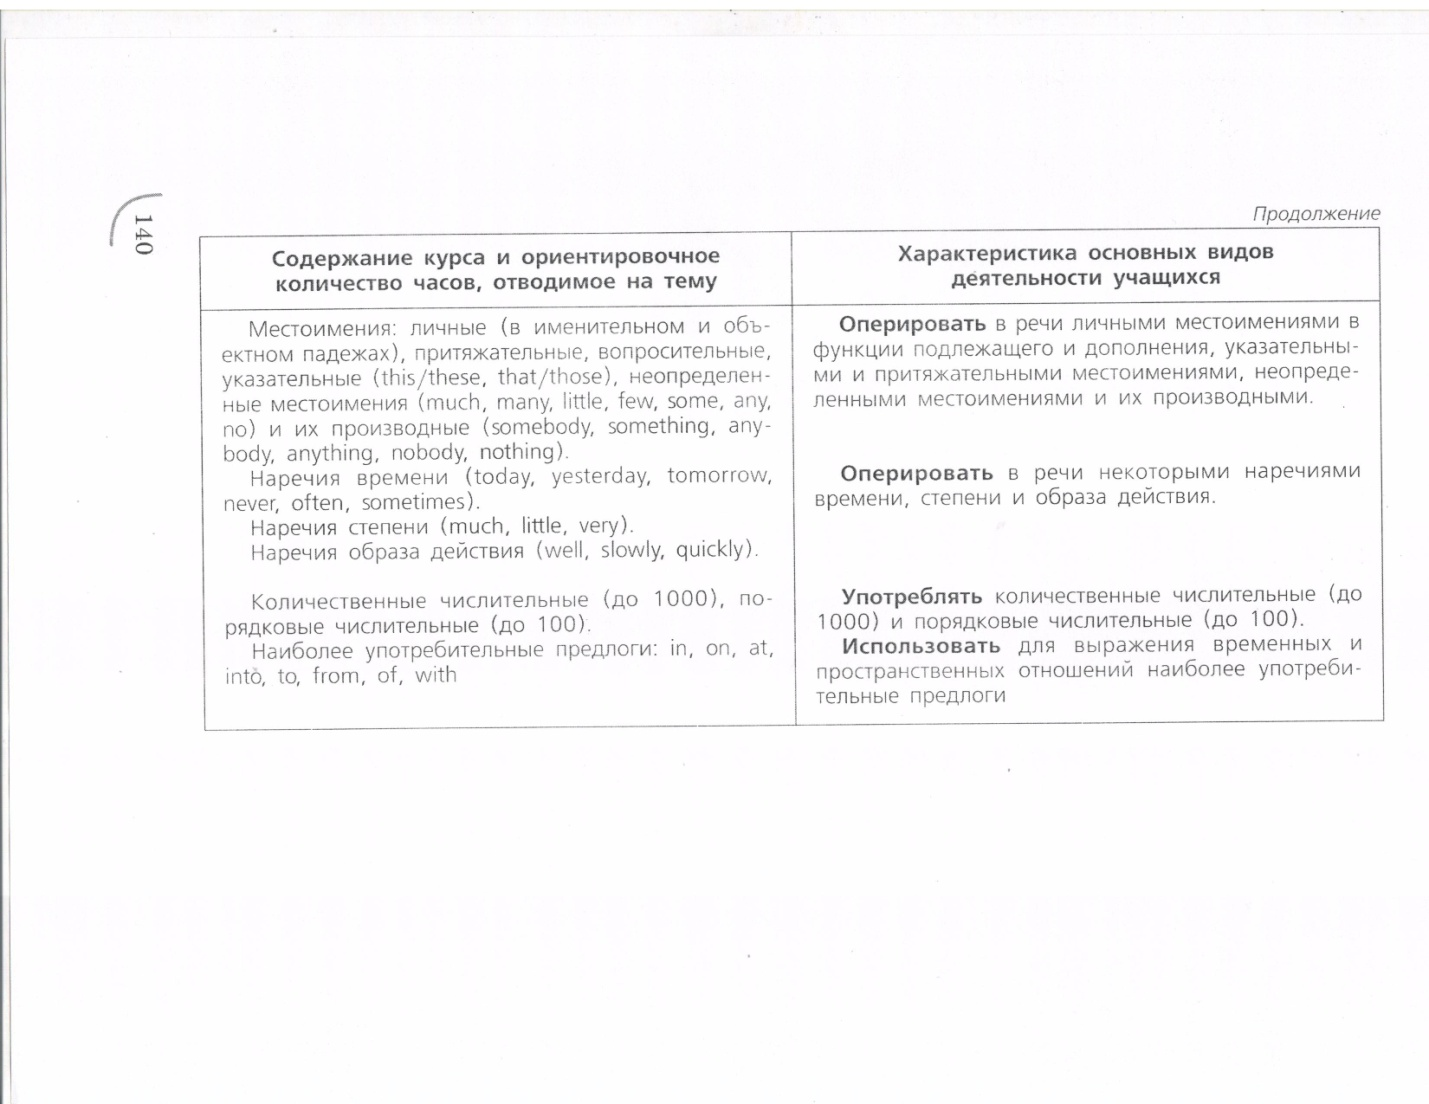 140
Продолжение
Содержание курса и ориентировочное
количество часов, отводимое на тему
Характеристика основных видов
деятельности учащихся
Местоимения: личные (в именительном и объ-
ектном падежах), притяжательные, вопросительные,
указательные (this/these, that/those), неопределен-
ные местоимения (much, many, little, few, some, any,
no) и их производные (somebody, something, any-
body, anything, nobody, nothing).
Наречия времени (today, yesterday, tomorrow,
never, often, sometimes).
Наречия степени (much, little, very).
Наречия образа действия (well, slowly, quickly).
Количественные числительные (до 1000), по-
рядковые числительные (до 100).
Наиболее употребительные предлоги: in, on, at,
into, to, from, of, with
Оперировать в речи личными местоимениями в
функции подлежащего и дополнения, указательны-
ми и притяжательными местоимениями, неопреде-
ленными местоимениями и их производными.
Оперировать в речи некоторыми наречиями
времени, степени и образа действия.
Употреблять количественные числительные (до
1000) и порядковые числительные (до 100).
Использовать для выражения временных и
пространственных отношений наиболее употреби-
тельные предлоги